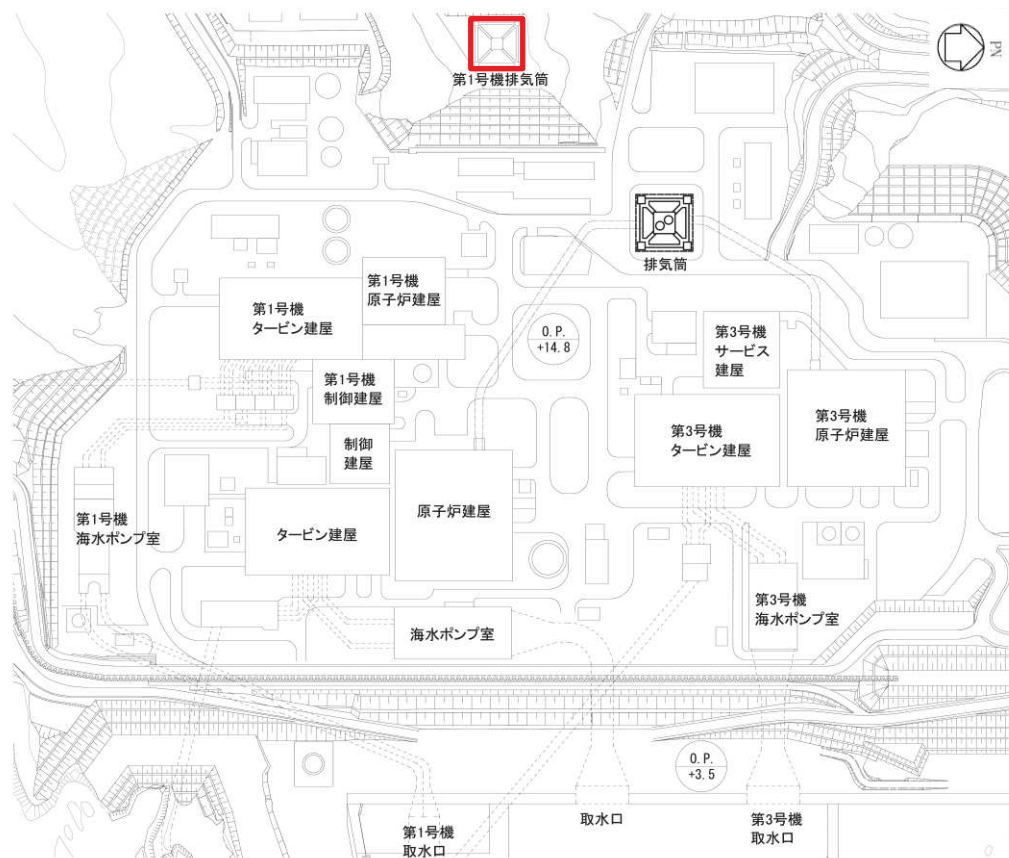 PN
第1号機排気筒
排気筒
第1号機
原子炉建屋
第1号機
タービン建屋
O.P.
+14.8
第3号機
サービス
建屋
第1号機
制御建屋
第3号機
タービン建屋
第3号機
原子炉建屋
制御
建屋
原子炉建屋
第1号機
海水ポンプ室
タービン建屋
第3号機
海水ポンプ室
海水ポンプ室
O.P.
+3.5
第1号機
取水口
取水口
第3号機
取水口